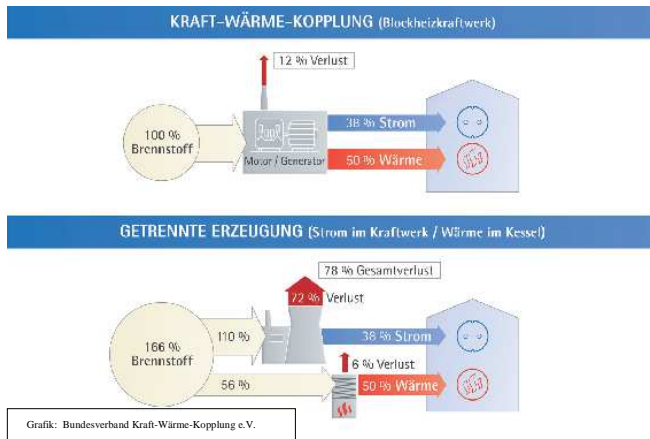 KRAFT-WÄRME-KOPPLUNG (Blockheizkraftwerk)
12 % Verlust
100 %
Brennstoff
Motor / Generator
38 % Strom
50 % Wärme
GETRENNTE ERZEUGUNG (Strom im Kraftwerk / Wärme im Kessel)
78 % Gesamtverlust
72 % Verlust
166 %
Brennstoff
110 %
38 % Strom
6 % Verlust
56 %
50 % Wärme
Grafik: Bundesverband Kraft-Wärme-Kopplung e.V.